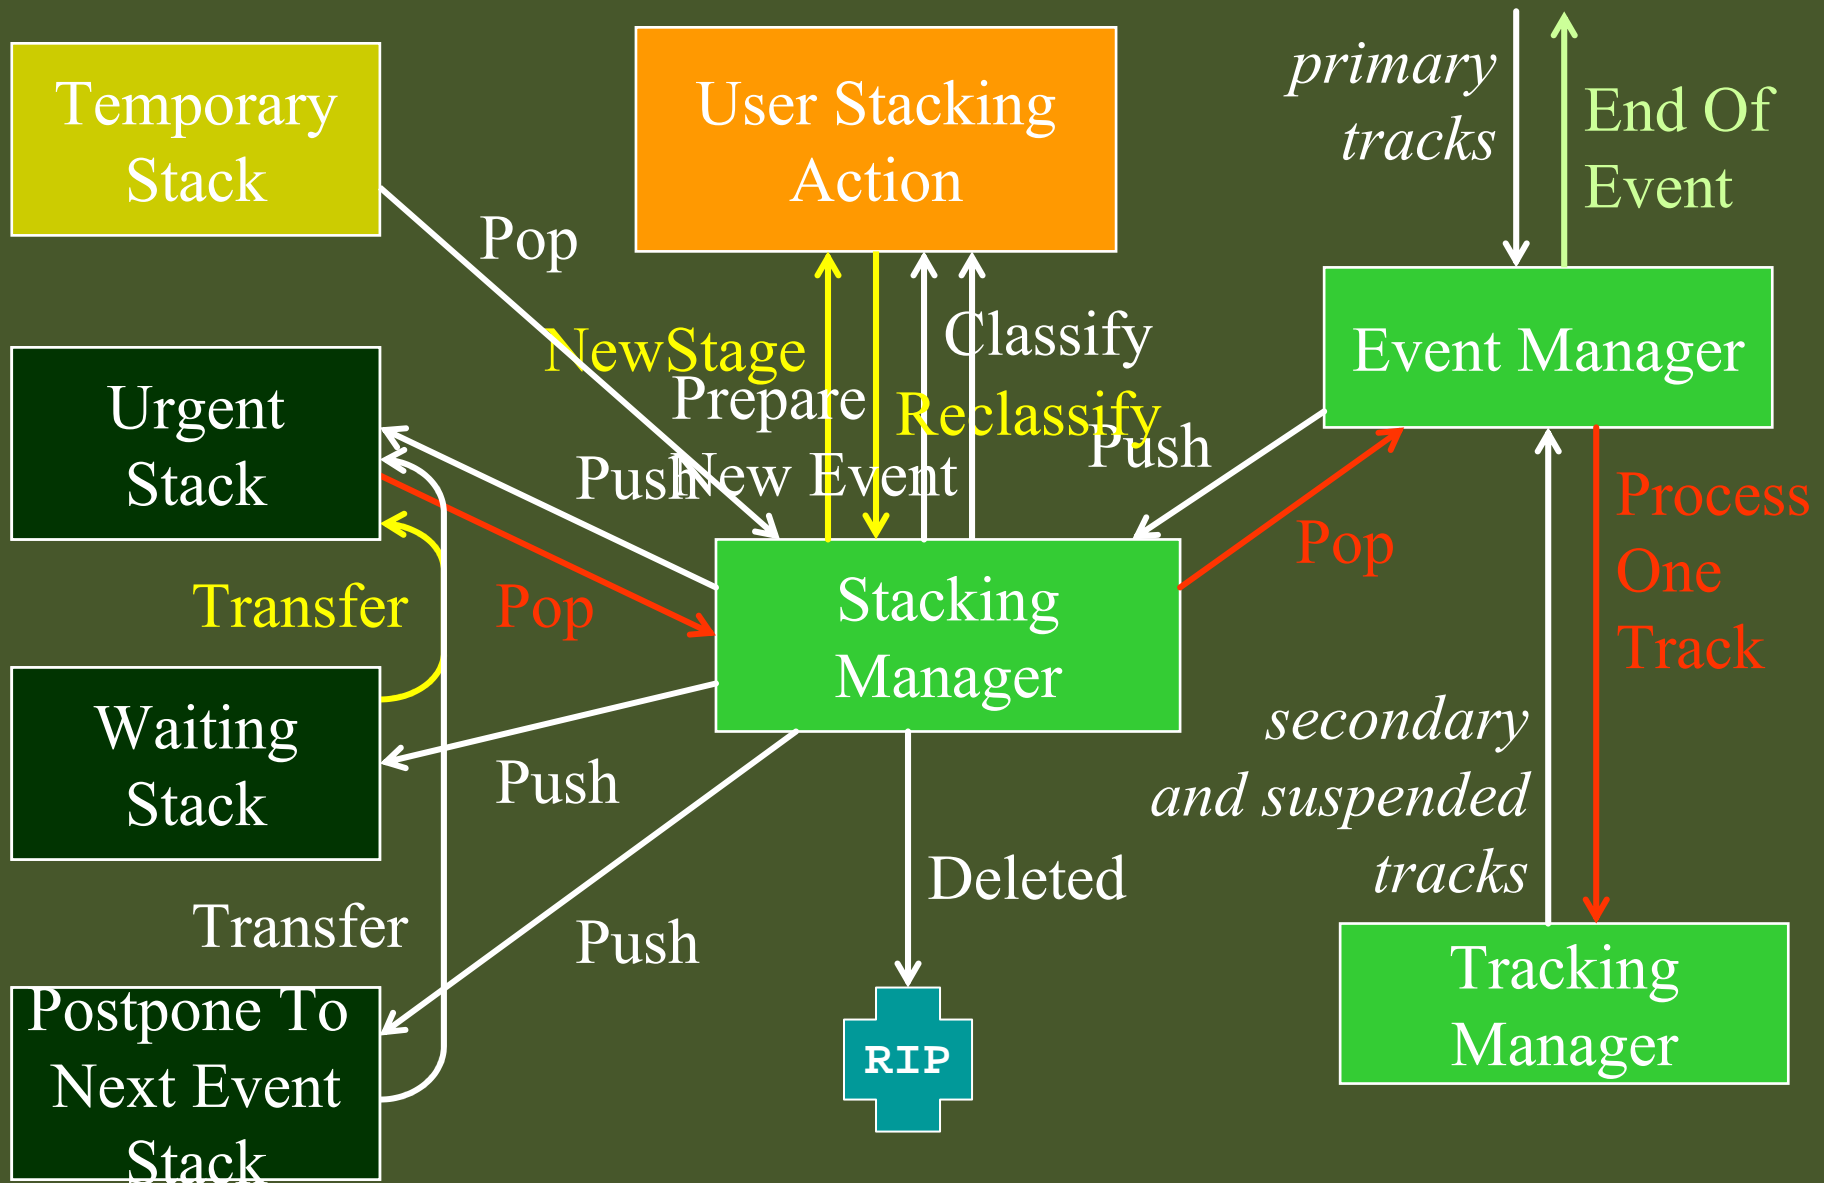 Temporary
Stack
User Stacking
Action
primary
tracks
End Of
Event
Pop
NewStage
Classify
Prepare
New Event
Reclassify
Push
Event Manager
Urgent
Stack
Push
Pop
Process
One
Track
Transfer
Pop
Stacking
Manager
Waiting
Stack
Push
secondary
and suspended
tracks
Deleted
Transfer
Push
Postpone To
Next Event
Stack
RIP
Tracking
Manager